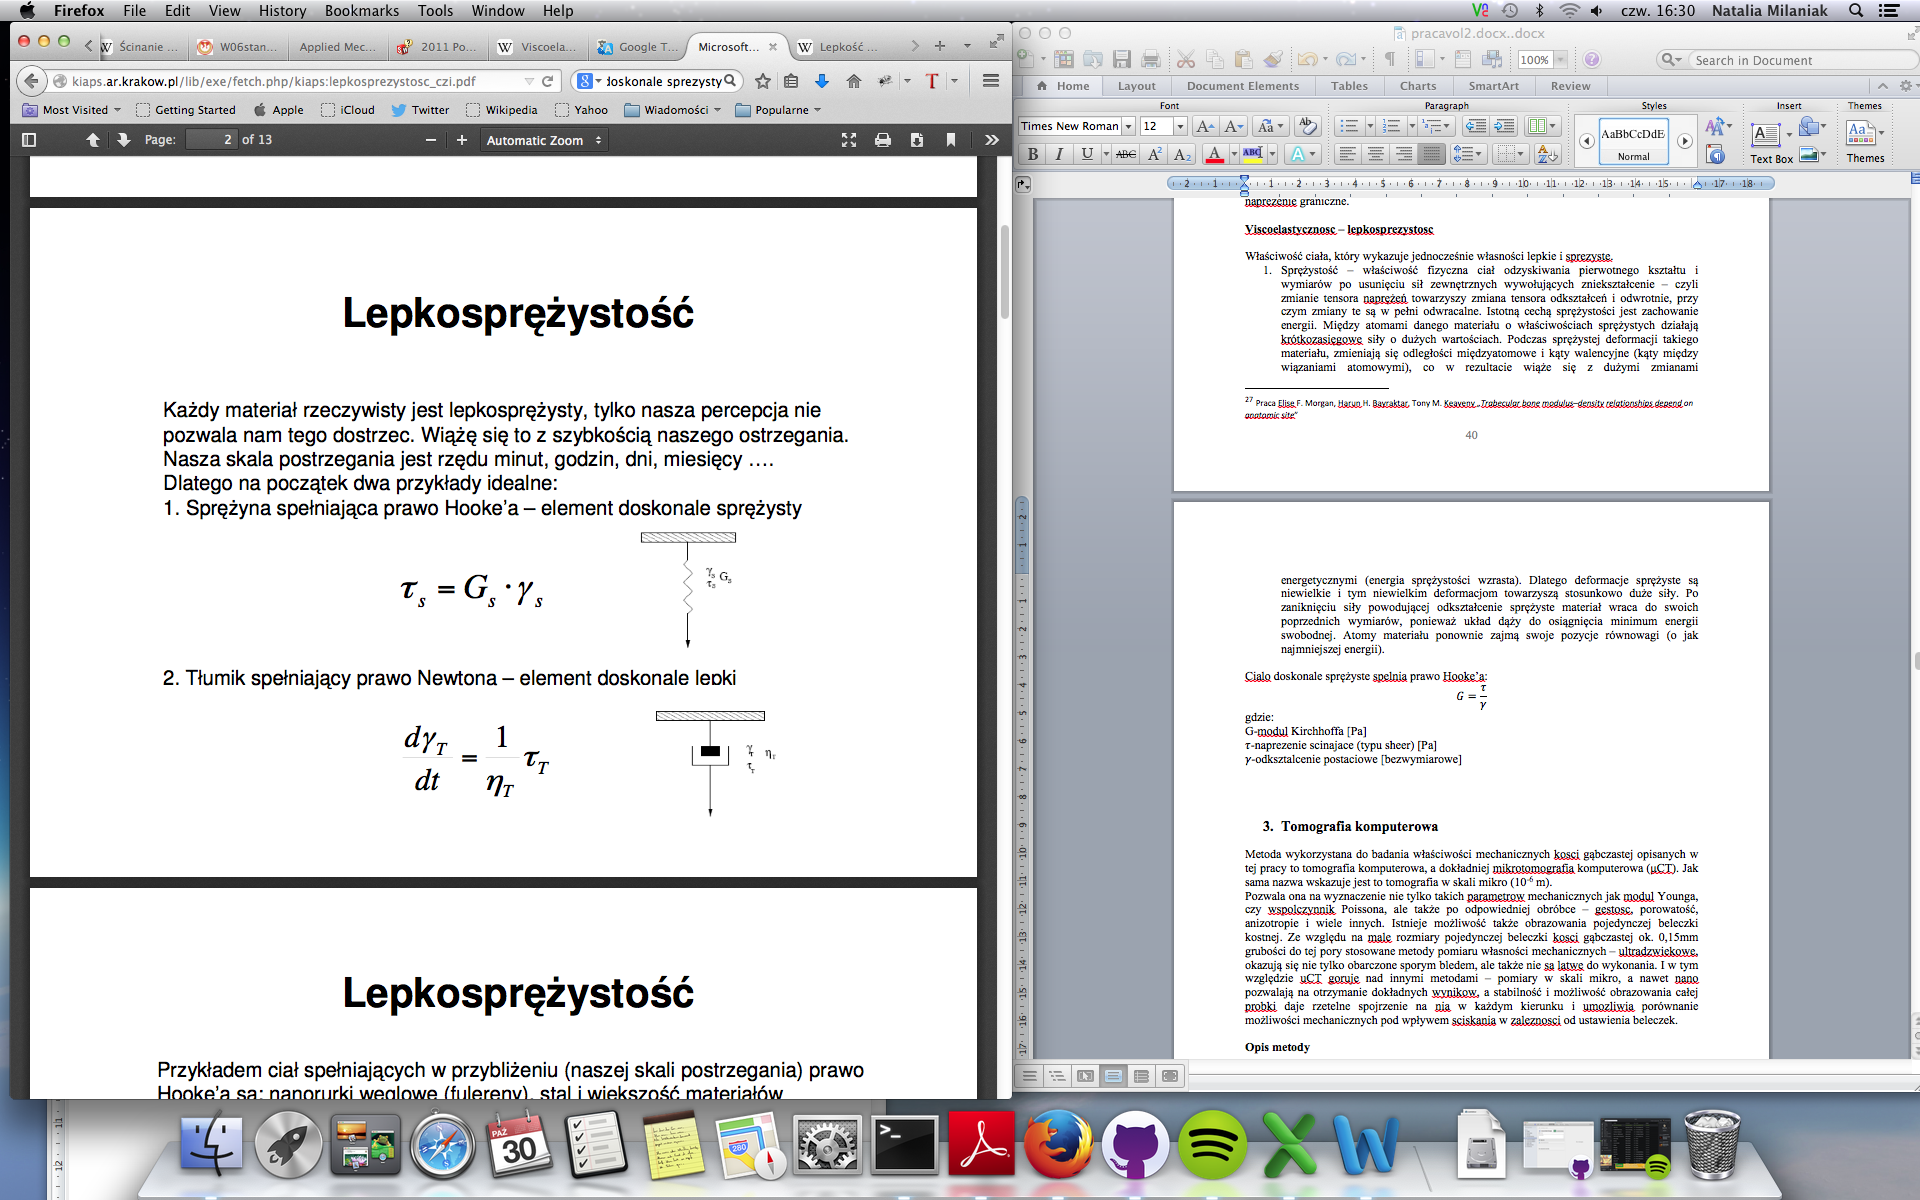 Firefox File Edit View History Bookmarks Tools Window Help
czw. 16:30 Natalia Milaniak
Ścinanie ... W06stan... Applied Mec... 2011 Po... Viscoela... Google T... Microsoft... Lepkość ...
kiaps.ar.krakow.pl/lib/exe/fetch.php/kiaps:lepkosprezystosc_czi.pdf
doskonale sprezysty
Most Visited Getting Started Apple iCloud Twitter Wikipedia Yahoo Wiadomości Popularne
Page: 2 of 13 Automatic Zoom
Lepkosprężystość
Każdy materiał rzeczywisty jest lepkosprężysty, tylko nasza percepcja nie
pozwala nam tego dostrzec. Wiążę się to z szybkością naszego ostrzegania.
Nasza skala postrzegania jest rzędu minut, godzin, dni, miesięcy ….
Dlatego na początek dwa przykłady idealne:
1. Sprężyna spełniająca prawo Hooke'a – element doskonale sprężysty
τs = Gs · γs
γs Gs
τs
2. Tłumik spełniający prawo Newtona – element doskonale lepki
dγT/dt = 1/ηT τT
γT ηT
τT
Lepkosprężystość
Przykładem ciał spełniających w przybliżeniu (naszej skali postrzegania) prawo
Hooke'a są: nanorurki węglowe (fulereny), stal i większość materiałów
pracavol2.docx..docx
100% Search in Document
Home Layout Document Elements Tables Charts SmartArt Review
Font Paragraph Styles Insert Themes
Times New Roman 12
AaBbCcDdE
Normal
Text Box Themes
naprezenie graniczne.
Viscoelastycznosc – lepkosprezystosc
Właściwość ciała, który wykazuje jednocześnie własności lepkie i sprezyste.
1. Sprężystość – właściwość fizyczna ciał odzyskiwania pierwotnego kształtu i
wymiarów po usunięciu sił zewnętrznych wywołujących zniekształcenie – czyli
zmianie tensora naprężeń towarzyszy zmiana tensora odkształceń i odwrotnie, przy
czym zmiany te są w pełni odwracalne. Istotną cechą sprężystości jest zachowanie
energii. Między atomami danego materiału o właściwościach sprężystych działają
krótkozasięgowe siły o dużych wartościach. Podczas sprężystej deformacji takiego
materiału, zmieniają się odległości międzyatomowe i kąty walencyjne (kąty między
wiązaniami atomowymi), co w rezultacie wiąże się z dużymi zmianami
27 Praca Elise F. Morgan, Harun H. Bayraktar, Tony M. Keaveny „Trabecular bone modulus–density relationships depend on
anatomic site"
40
energetycznymi (energia sprężystości wzrasta). Dlatego deformacje sprężyste są
niewielkie i tym niewielkim deformacjom towarzyszą stosunkowo duże siły. Po
zaniknięciu siły powodującej odkształcenie sprężyste materiał wraca do swoich
poprzednich wymiarów, ponieważ układ dąży do osiągnięcia minimum energii
swobodnej. Atomy materiału ponownie zajmą swoje pozycje równowagi (o jak
najmniejszej energii).
Cialo doskonale sprężyste spelnia prawo Hooke'a:
G = τ/γ
gdzie:
G-modul Kirchhoffa [Pa]
τ-naprezenie scinajace (typu sheer) [Pa]
γ-odksztalcenie postaciowe [bezwymiarowe]
3. Tomografia komputerowa
Metoda wykorzystana do badania właściwości mechanicznych kosci gąbczastej opisanych w
tej pracy to tomografia komputerowa, a dokładniej mikrotomografia komputerowa (μCT). Jak
sama nazwa wskazuje jest to tomografia w skali mikro (10-6 m).
Pozwala ona na wyznaczenie nie tylko takich parametrow mechanicznych jak modul Younga,
czy wspolczynnik Poissona, ale także po odpowiedniej obróbce – gestosc, porowatość,
anizotropie i wiele innych. Istnieje możliwość także obrazowania pojedynczej beleczki
kostnej. Ze względu na male rozmiary pojedynczej beleczki kosci gąbczastej ok. 0,15mm
grubości do tej pory stosowane metody pomiaru własności mechanicznych – ultradzwiekowe,
okazują się nie tylko obarczone sporym bledem, ale także nie są latwe do wykonania. I w tym
względzie uCT goruje nad innymi metodami – pomiary w skali mikro, a nawet nano
pozwalają na otrzymanie dokładnych wynikow, a stabilność i możliwość obrazowania całej
probki daje rzetelne spojrzenie na nia w każdym kierunku i umozliwia porównanie
możliwości mechanicznych pod wpływem sciskania w zaleznosci od ustawienia beleczek.
Opis metody
PAŹ
30
280